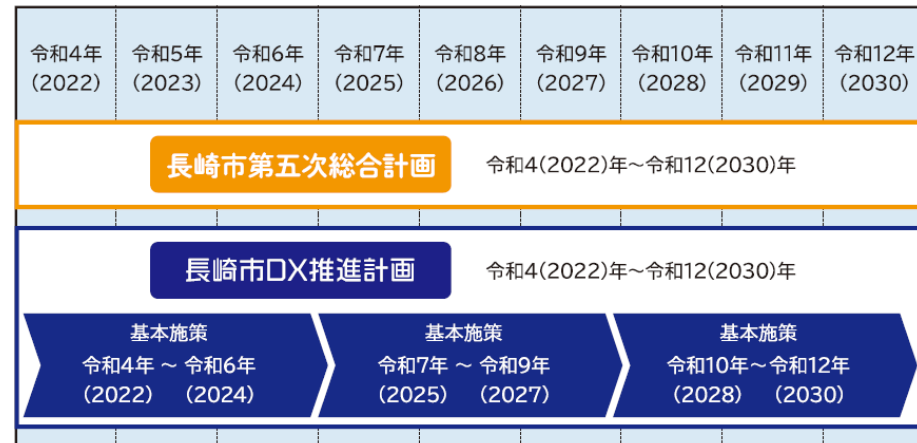 令和4年 令和5年 令和6年 令和7年 令和8年 令和9年 令和10年 令和11年 令和12年
(2022) (2023) (2024) (2025) (2026) (2027) (2028) (2029) (2030)
長崎市第五次総合計画 令和4(2022)年~令和12(2030)年
長崎市DX推進計画 令和4(2022)年~令和12(2030)年
基本施策 基本施策 基本施策
令和4年 ~ 令和6年 令和7年 ~ 令和9年 令和10年~令和12年
(2022) (2024) (2025) (2027) (2028) (2030)